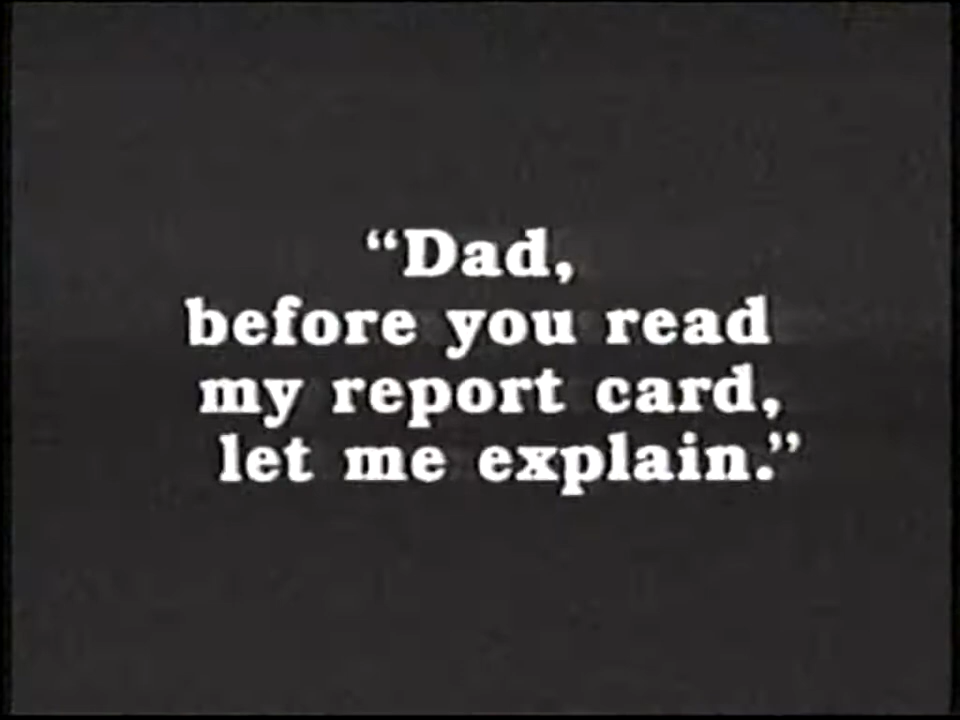 “Dad,
before you read
my report card,
let me explain.”